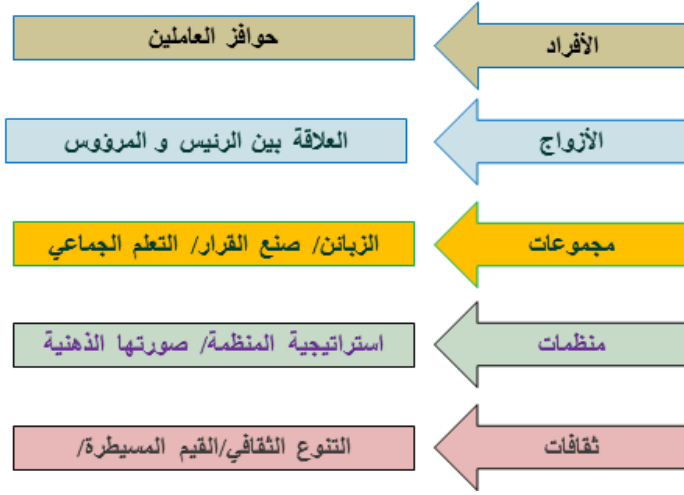 الأفراد
حوافز العاملين
الأزواج
العلاقة بين الرئيس و المرؤوس
مجموعات
الزبائن/ صنع القرار/ التعلم الجماعي
منظمات
استراتيجية المنظمة/ صورتها الذهنية
ثقافات
التنوع الثقافي/القيم المسيطرة/